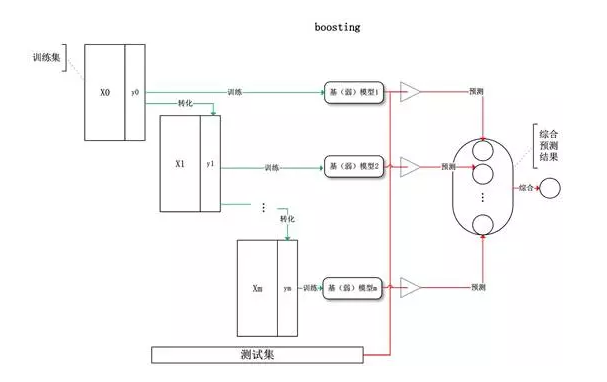 boosting
训练集
X0
y0
训练
基（弱）模型1
预测
转化
X1
y1
训练
基（弱）模型2
预测
综合
预测
结果
综合
⋮
转化
⋮
Xm
ym
训练
基（弱）模型m
预测
测试集